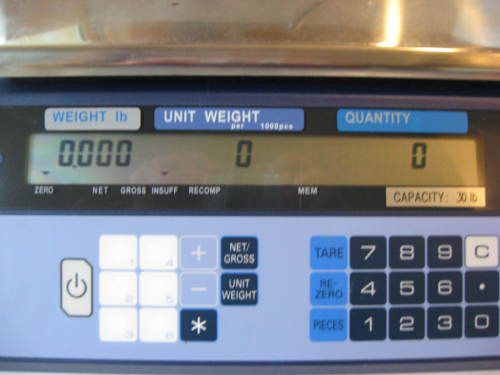 WEIGHT lb UNIT WEIGHT per 1000pcs QUANTITY
0.000 0 0
ZERO NET GROSS INSUFF RECOMP MEM
CAPACITY: 30 lb
1 4 + NET/GROSS TARE 7 8 9 C
2 5 - UNIT WEIGHT RE-ZERO 4 5 6 .
3 6 * PIECES 1 2 3 0